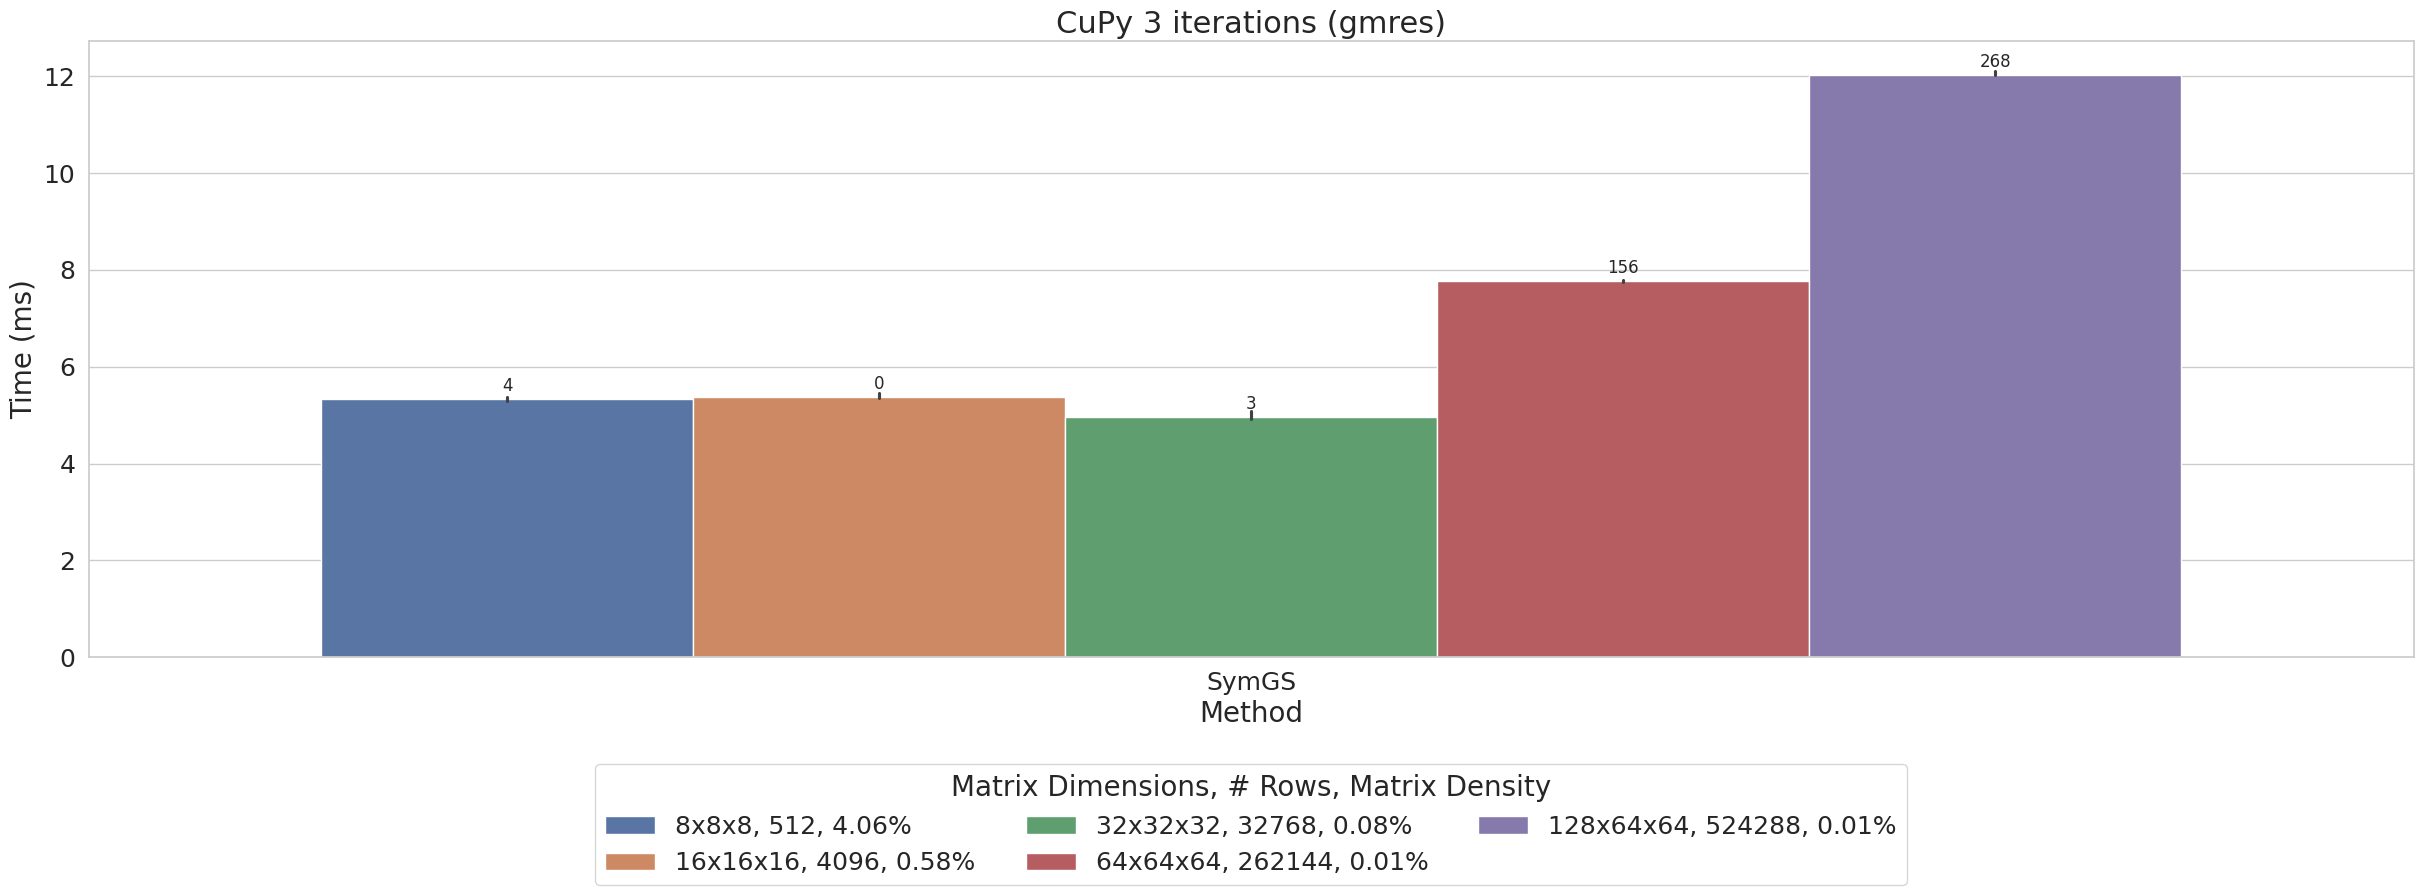 CuPy 3 iterations (gmres)
Time (ms)
12
10
8
6
4
2
0
4
0
3
156
268
SymGS
Method
Matrix Dimensions, # Rows, Matrix Density
8x8x8, 512, 4.06%
16x16x16, 4096, 0.58%
32x32x32, 32768, 0.08%
64x64x64, 262144, 0.01%
128x64x64, 524288, 0.01%